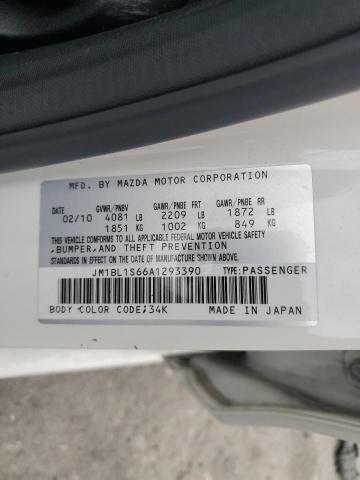 MFD. BY MAZDA MOTOR CORPORATION
DATE GVWR/PNBV GAWR/PNBE FRT GAWR/PNBE RR
02/10 4081 LB 2209 LB 1872 LB
1851 KG 1002 KG 849 KG
THIS VEHICLE CONFORMS TO ALL APPLICABLE FEDERAL MOTOR VEHICLE SAFETY
,BUMPER,AND THEFT PREVENTION
STANDARDS IN EFFECT ON THE DATE OF MANUFACTURE SHOWN ABOVE.
JM1BL1S66A1293390 TYPE:PASSENGER
BODY COLOR CODE;34K MADE IN JAPAN